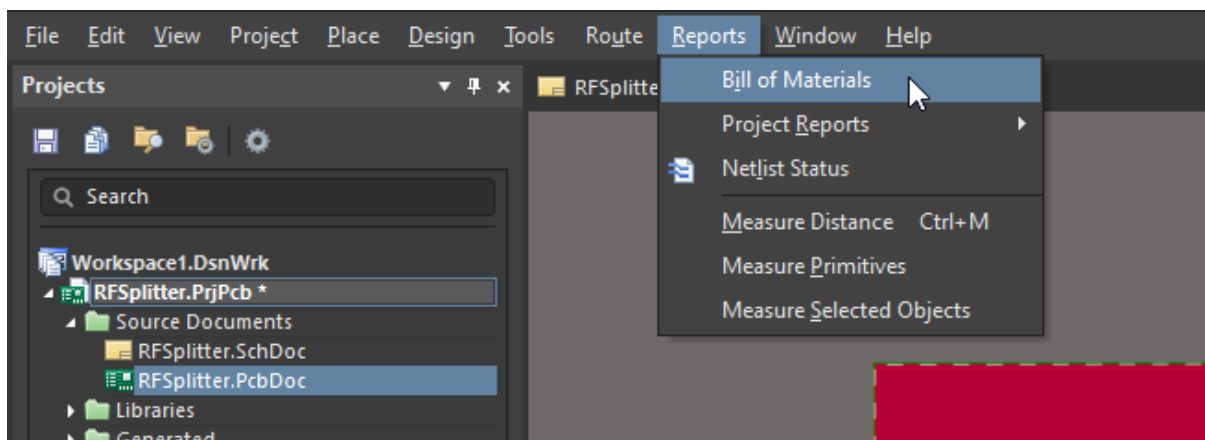 File Edit View Project Place Design Tools Route Reports Window Help
Projects
RFSplitte
Search
Workspace1.DsnWrk
RFSplitter.PrjPcb *
Source Documents
RFSplitter.SchDoc
RFSplitter.PcbDoc
Libraries
Generated
Bill of Materials
Project Reports
Netlist Status
Measure Distance Ctrl+M
Measure Primitives
Measure Selected Objects